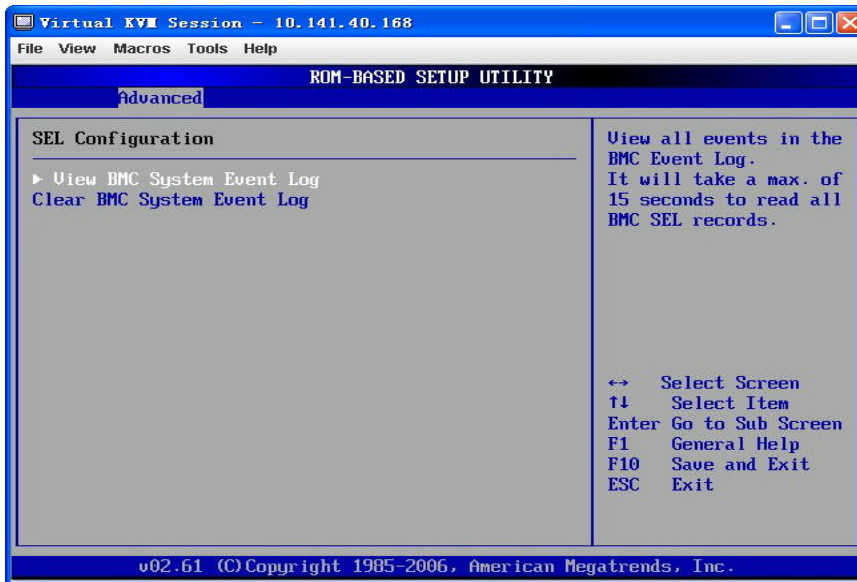 Virtual KVM Session - 10.141.40.168
File View Macros Tools Help
ROM-BASED SETUP UTILITY
Advanced
SEL Configuration
► View BMC System Event Log
Clear BMC System Event Log
View all events in the
BMC Event Log.
It will take a max. of
15 seconds to read all
BMC SEL records.
↔ Select Screen
↑↓ Select Item
Enter Go to Sub Screen
F1 General Help
F10 Save and Exit
ESC Exit
v02.61 (C)Copyright 1985-2006, American Megatrends, Inc.